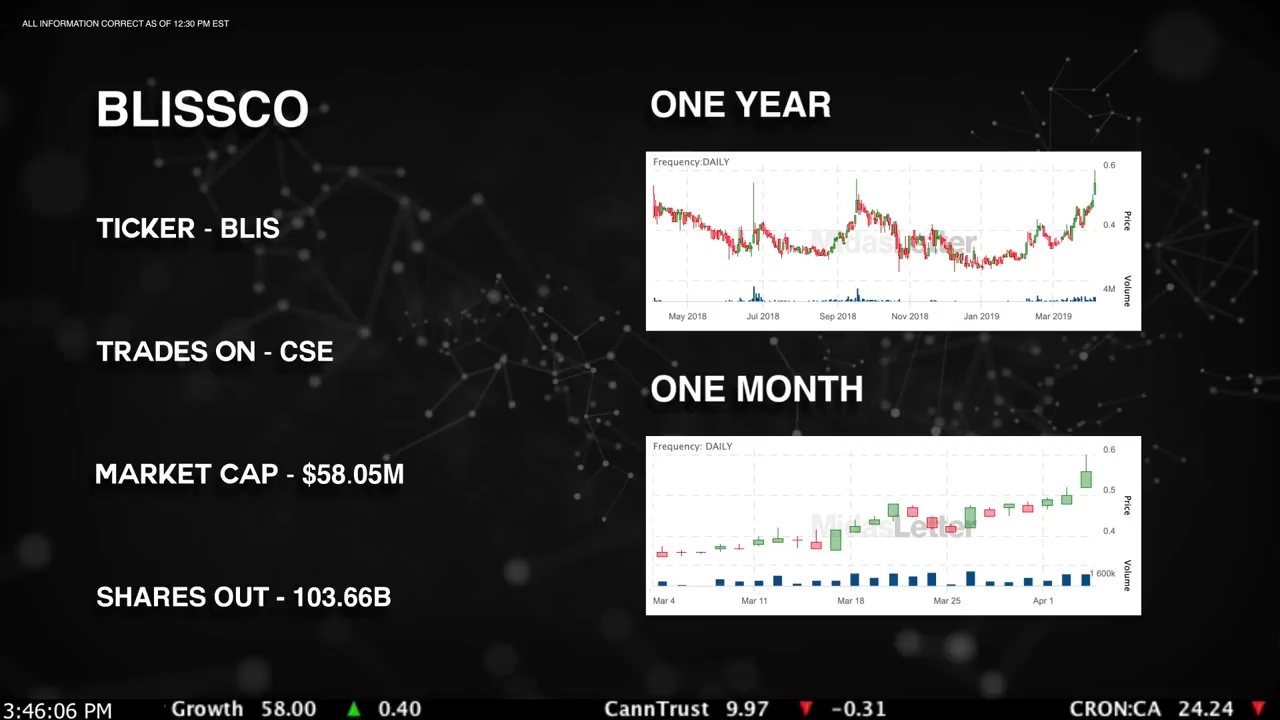 ALL INFORMATION CORRECT AS OF 12:30 PM EST
BLISSCO
TICKER - BLIS
TRADES ON - CSE
MARKET CAP - $58.05M
SHARES OUT - 103.66B
ONE YEAR
Frequency:DAILY
0.6
Price
0.4
MidasLetter
Volume
4M
May 2018 Jul 2018 Sep 2018 Nov 2018 Jan 2019 Mar 2019
ONE MONTH
Frequency: DAILY
0.6
0.5
Price
0.4
MidasLetter
Volume
1 600k
Mar 4 Mar 11 Mar 18 Mar 25 Apr 1
3:46:06 PM Growth 58.00 ▲ 0.40 CannTrust 9.97 ▼ -0.31 CRON:CA 24.24 ▼